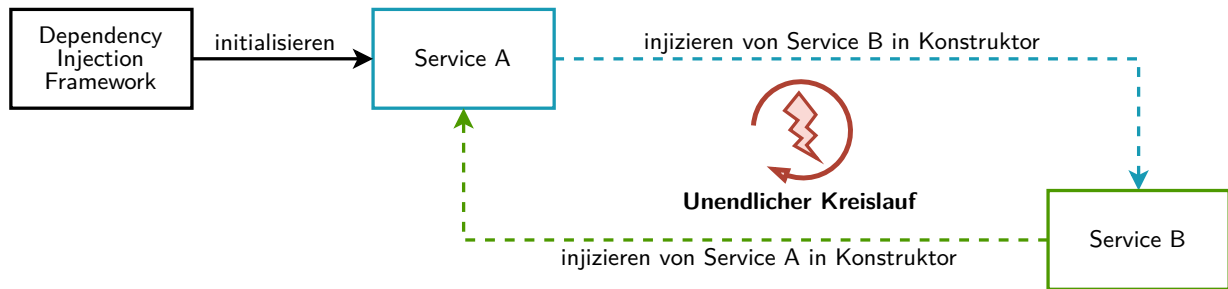 Dependency
Injection
Framework
initialisieren
Service A
injizieren von Service B in Konstruktor
Unendlicher Kreislauf
Service B
injizieren von Service A in Konstruktor